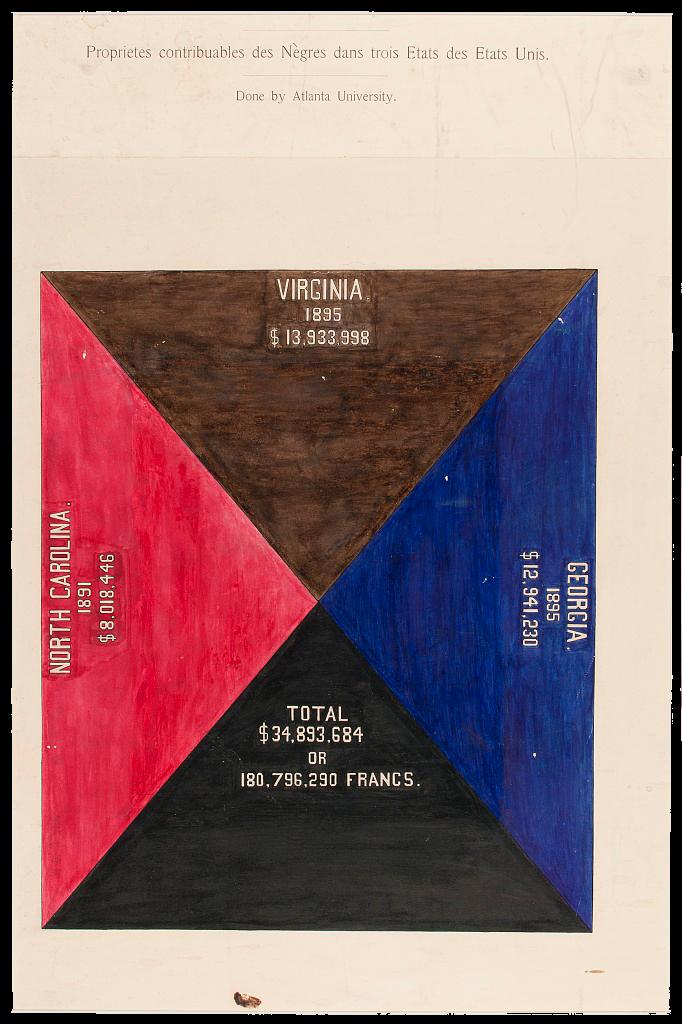 Proprietes contribuables des Nègres dans trois Etats des Etats Unis.
Done by Atlanta University.
VIRGINIA.
1895
$ 13,933,998
NORTH CAROLINA.
1891
$ 8,018,446
GEORGIA.
1895
$ 12,941,230
TOTAL
$34,893,684
OR
180,796,290 FRANCS.